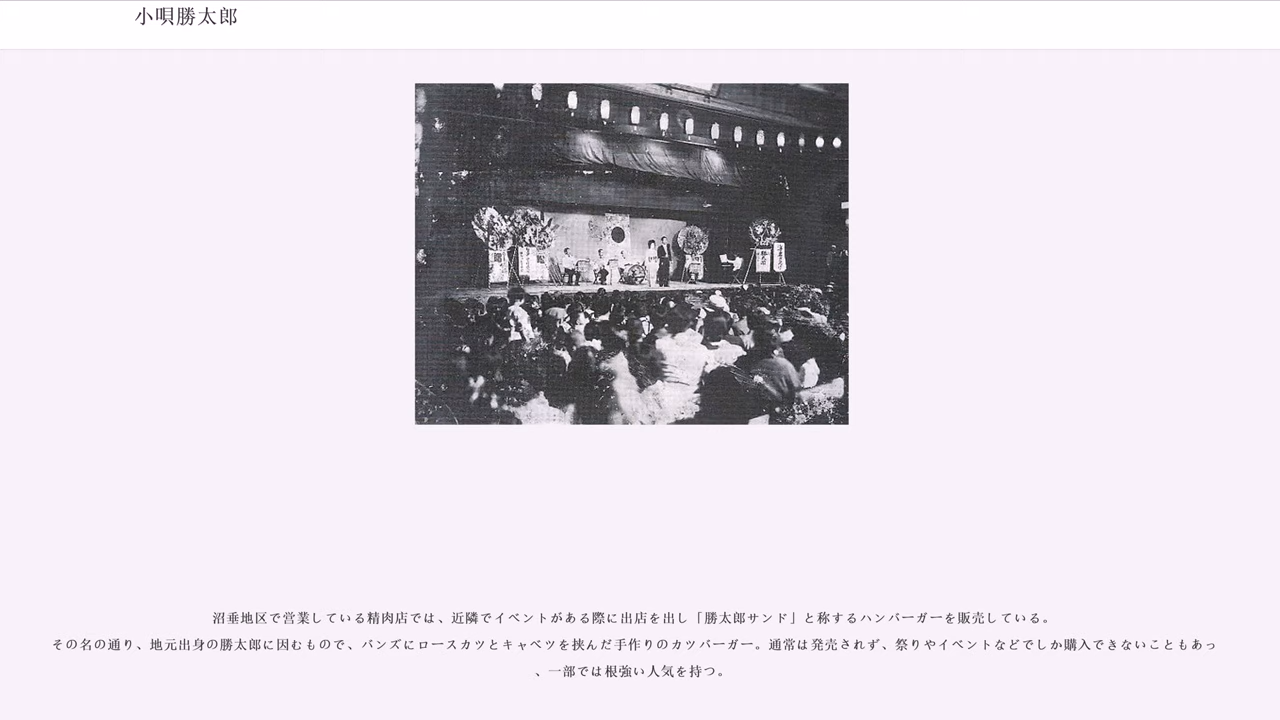 小唄勝太郎
沼垂地区で営業している精肉店では、近隣でイベントがある際に出店を出し「勝太郎サンド」と称するハンバーガーを販売している。
その名の通り、地元出身の勝太郎に因むもので、バンズにロースカツとキャベツを挟んだ手作りのカツバーガー。通常は発売されず、祭りやイベントなどでしか購入できないこともあっ
、一部では根強い人気を持つ。